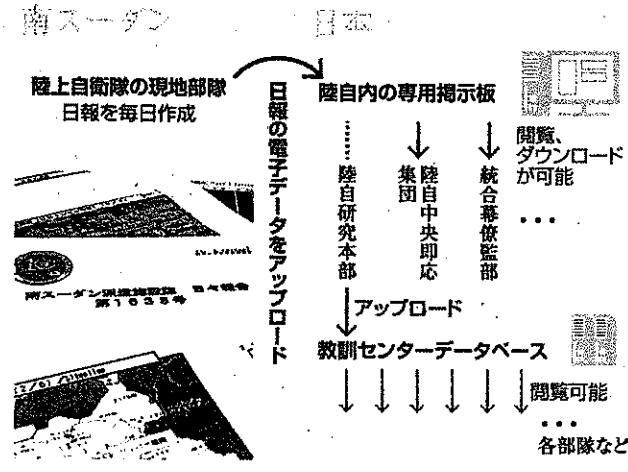 南スーダン
日本
陸上自衛隊の現地部隊
日報を毎日作成
日報の電子データをアップロード
陸自内の専用掲示板
閲覧、
ダウンロード
が可能
統合幕僚監部
陸自中央即応
集団
陸自研究本部
アップロード
教訓センターデータベース
閲覧可能
各部隊など
南スーダン派遣施設隊 日々報告
第1635号